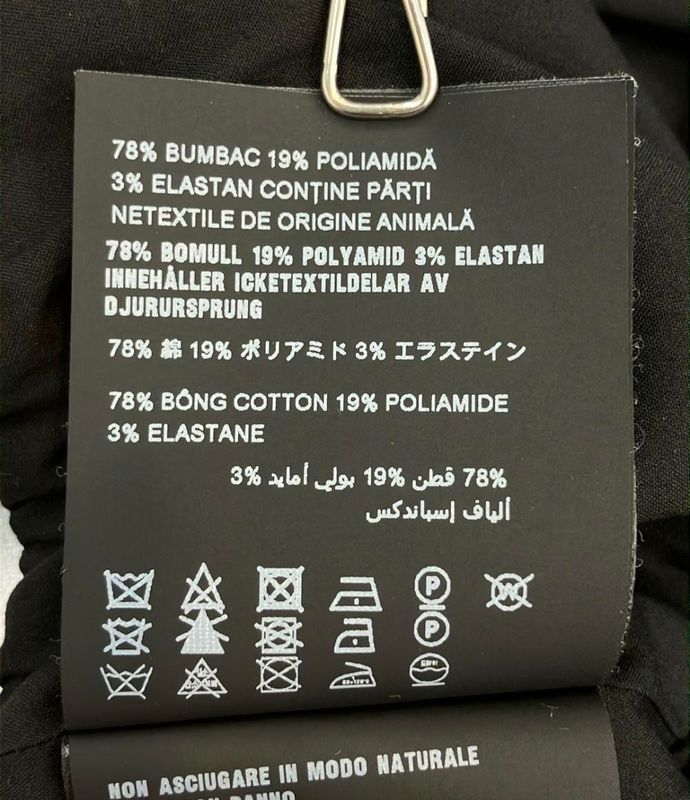 78% BUMBAC 19% POLIAMIDĂ
3% ELASTAN CONȚINE PĂRȚI
NETEXTILE DE ORIGINE ANIMALĂ
78% BOMULL 19% POLYAMID 3% ELASTAN
INNEHÅLLER ICKETEXTILDELAR AV
DJURURSPRUNG
78% 綿 19% ポリアミド 3% エラステイン
78% BÔNG COTTON 19% POLIAMIDE
3% ELASTANE
78% قطن 19% بولي أمايد 3%
ألياف إسباندكس
P W
P
NON ASCIUGARE IN MODO NATURALE